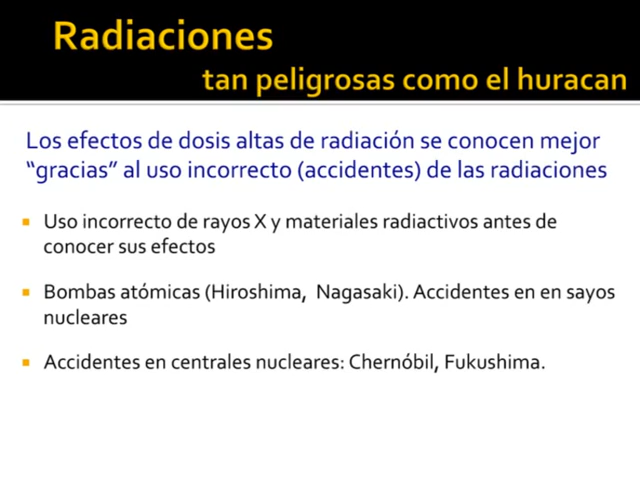 Radiaciones
tan peligrosas como el huracan
Los efectos de dosis altas de radiación se conocen mejor
“gracias” al uso incorrecto (accidentes) de las radiaciones
Uso incorrecto de rayos X y materiales radiactivos antes de
conocer sus efectos
Bombas atómicas (Hiroshima, Nagasaki). Accidentes en en sayos
nucleares
Accidentes en centrales nucleares: Chernóbil, Fukushima.